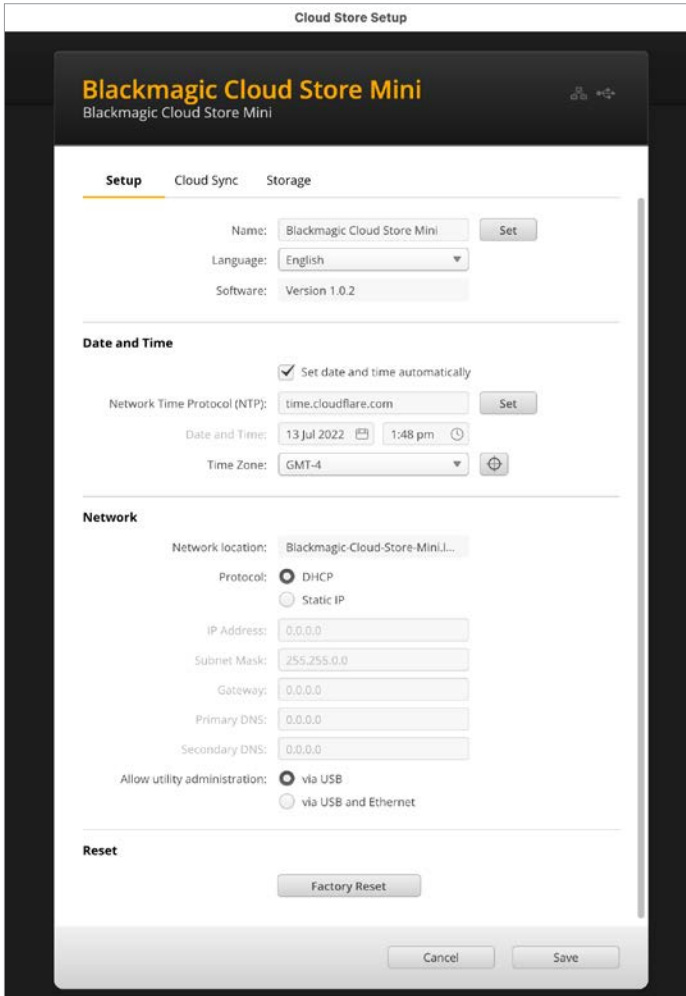 Cloud Store Setup
Blackmagic Cloud Store Mini
Blackmagic Cloud Store Mini
Setup Cloud Sync Storage
Name: Blackmagic Cloud Store Mini Set
Language: English
Software: Version 1.0.2
Date and Time
Set date and time automatically
Network Time Protocol (NTP): time.cloudflare.com Set
Date and Time: 13 Jul 2022 1:48 pm
Time Zone: GMT-4
Network
Network location: Blackmagic-Cloud-Store-Mini.l...
Protocol: DHCP
Static IP
IP Address: 0.0.0.0
Subnet Mask: 255.255.0.0
Gateway: 0.0.0.0
Primary DNS: 0.0.0.0
Secondary DNS: 0.0.0.0
Allow utility administration: via USB
via USB and Ethernet
Reset
Factory Reset
Cancel Save